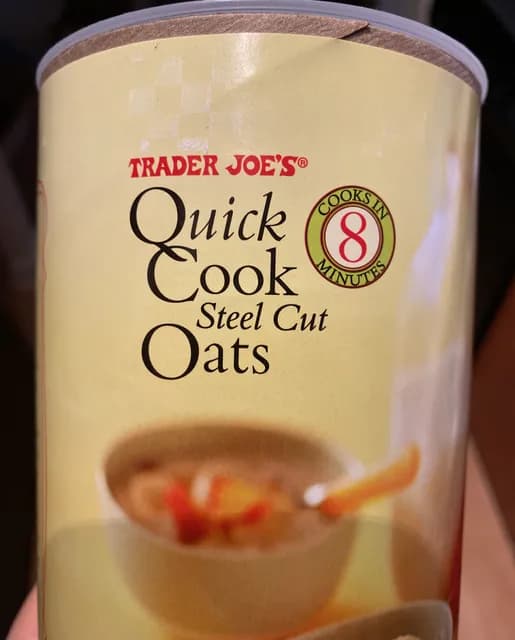 TRADER JOE'S®
Quick
Cook
Steel Cut
Oats
COOKS IN
8
MINUTES